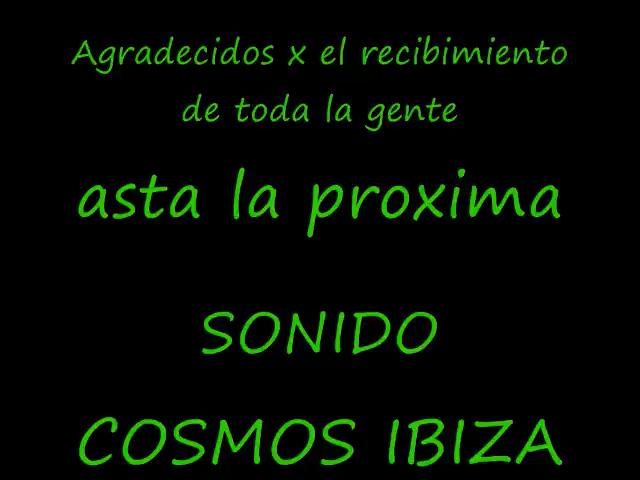 Agradecidos x el recibimiento
de toda la gente
asta la proxima
SONIDO
COSMOS IBIZA